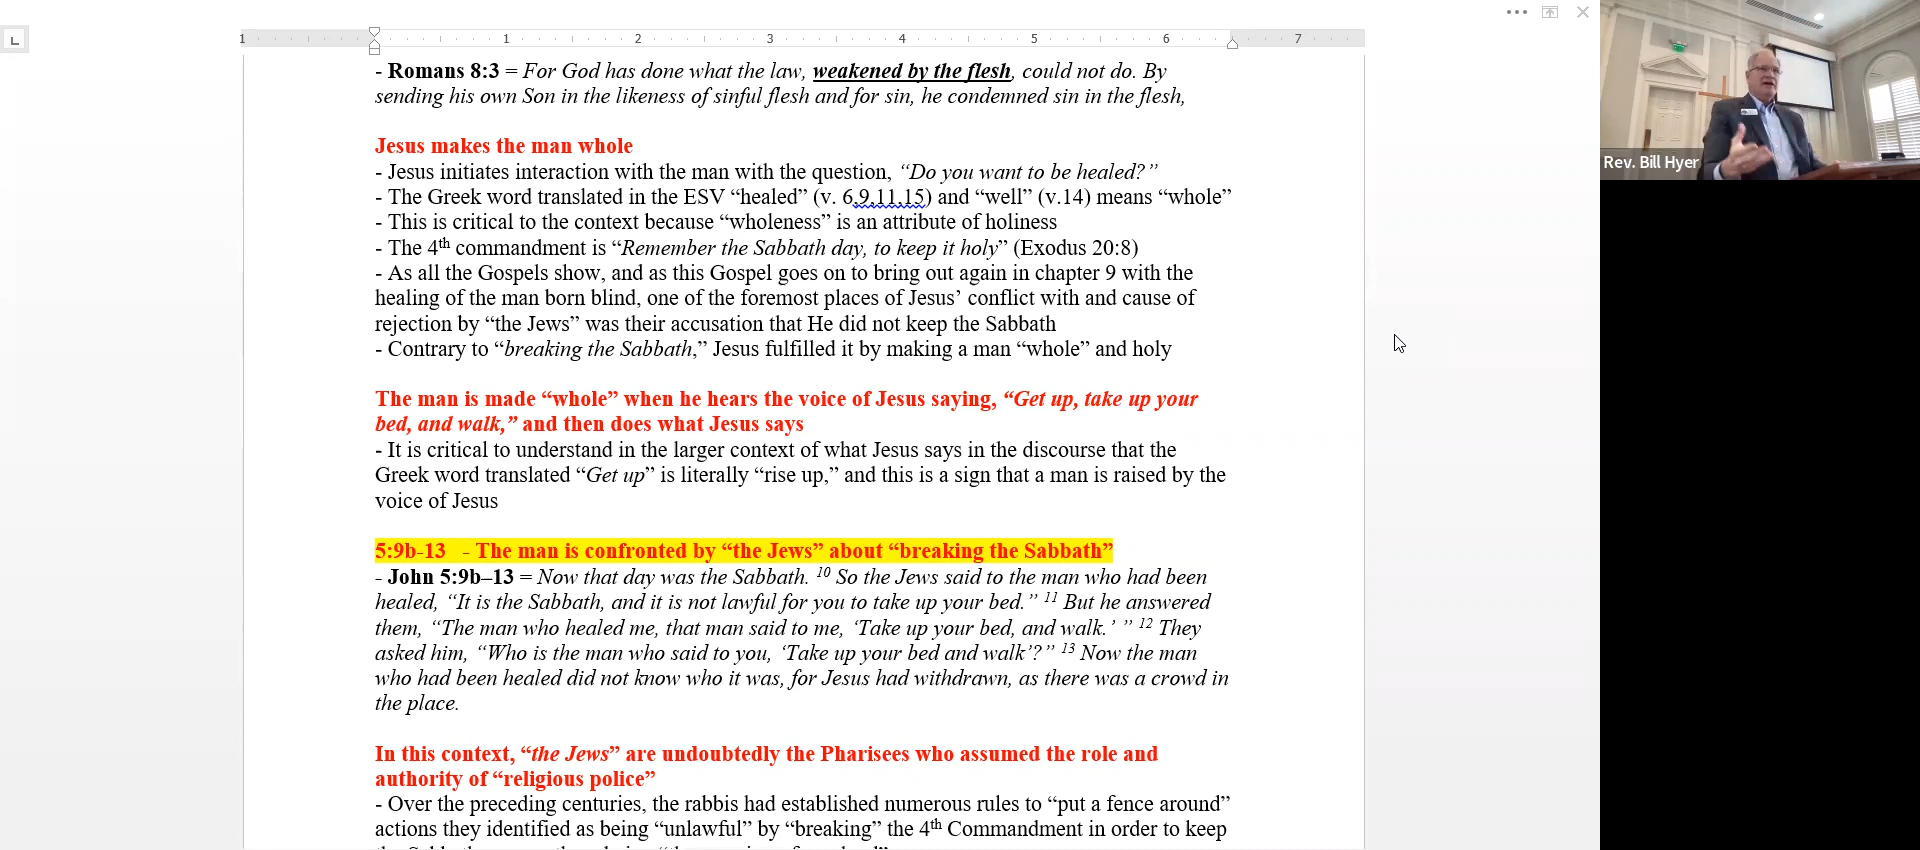 1 1 2 3 4 5 6 7
- Romans 8:3 = For God has done what the law, weakened by the flesh, could not do. By
sending his own Son in the likeness of sinful flesh and for sin, he condemned sin in the flesh,
Jesus makes the man whole
- Jesus initiates interaction with the man with the question, “Do you want to be healed?”
- The Greek word translated in the ESV “healed” (v. 6,9,11,15) and “well” (v.14) means “whole”
- This is critical to the context because “wholeness” is an attribute of holiness
- The 4th commandment is “Remember the Sabbath day, to keep it holy” (Exodus 20:8)
- As all the Gospels show, and as this Gospel goes on to bring out again in chapter 9 with the
healing of the man born blind, one of the foremost places of Jesus’ conflict with and cause of
rejection by “the Jews” was their accusation that He did not keep the Sabbath
- Contrary to “breaking the Sabbath,” Jesus fulfilled it by making a man “whole” and holy
The man is made “whole” when he hears the voice of Jesus saying, “Get up, take up your
bed, and walk,” and then does what Jesus says
- It is critical to understand in the larger context of what Jesus says in the discourse that the
Greek word translated “Get up” is literally “rise up,” and this is a sign that a man is raised by the
voice of Jesus
5:9b-13 - The man is confronted by “the Jews” about “breaking the Sabbath”
- John 5:9b–13 = Now that day was the Sabbath. 10 So the Jews said to the man who had been
healed, “It is the Sabbath, and it is not lawful for you to take up your bed.” 11 But he answered
them, “The man who healed me, that man said to me, ‘Take up your bed, and walk.’ ” 12 They
asked him, “Who is the man who said to you, ‘Take up your bed and walk’?” 13 Now the man
who had been healed did not know who it was, for Jesus had withdrawn, as there was a crowd in
the place.
In this context, “the Jews” are undoubtedly the Pharisees who assumed the role and
authority of “religious police”
- Over the preceding centuries, the rabbis had established numerous rules to “put a fence around”
actions they identified as being “unlawful” by “breaking” the 4th Commandment in order to keep
Rev. Bill Hyer